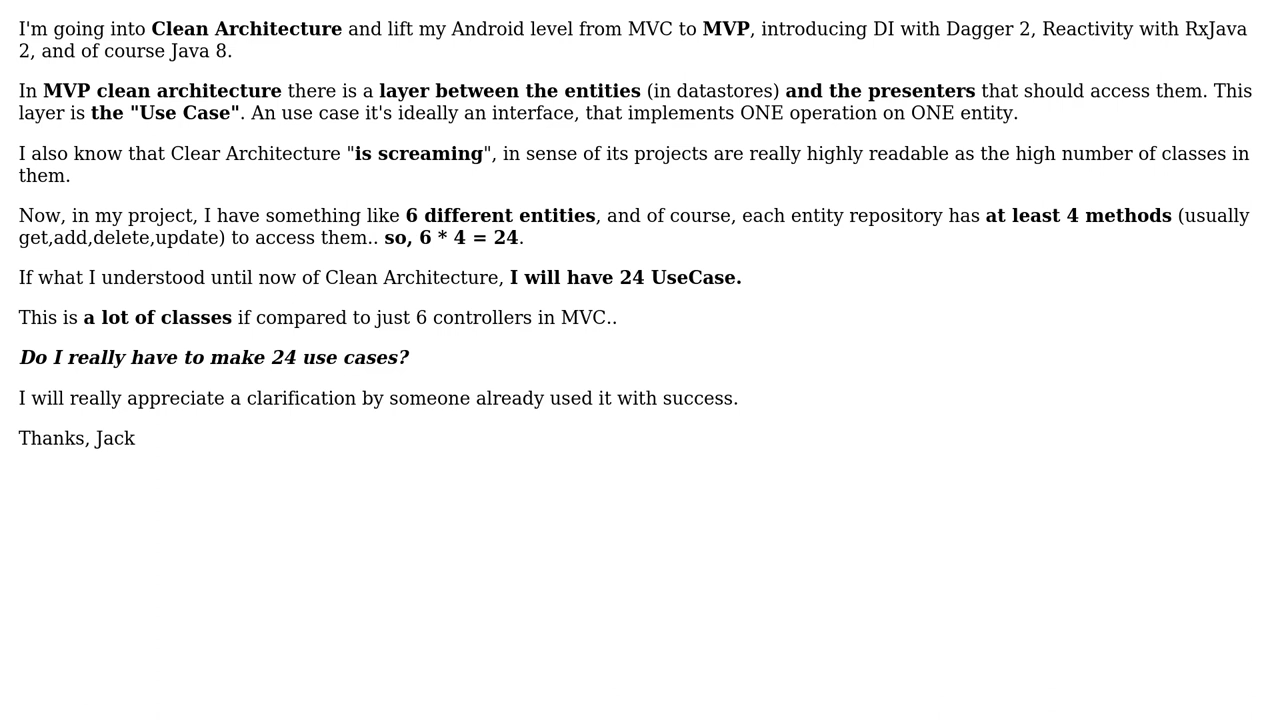 I'm going into Clean Architecture and lift my Android level from MVC to MVP, introducing DI with Dagger 2, Reactivity with RxJava
2, and of course Java 8.
In MVP clean architecture there is a layer between the entities (in datastores) and the presenters that should access them. This
layer is the "Use Case". An use case it's ideally an interface, that implements ONE operation on ONE entity.
I also know that Clear Architecture "is screaming", in sense of its projects are really highly readable as the high number of classes in
them.
Now, in my project, I have something like 6 different entities, and of course, each entity repository has at least 4 methods (usually
get,add,delete,update) to access them.. so, 6 * 4 = 24.
If what I understood until now of Clean Architecture, I will have 24 UseCase.
This is a lot of classes if compared to just 6 controllers in MVC..
Do I really have to make 24 use cases?
I will really appreciate a clarification by someone already used it with success.
Thanks, Jack